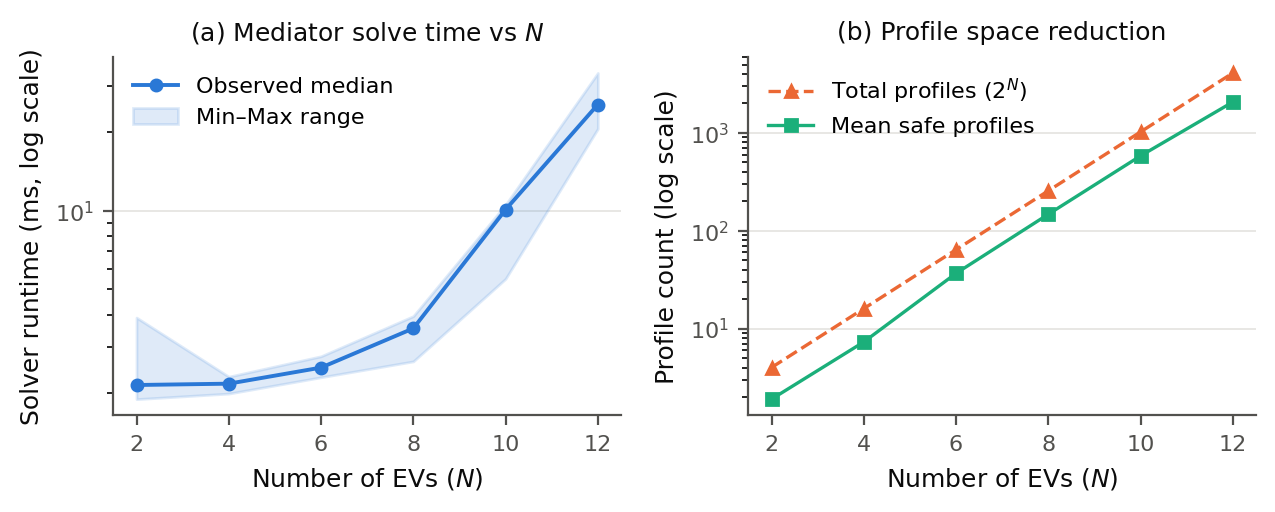 (a) Mediator solve time vs N
Solver runtime (ms, log scale)
Observed median
Min–Max range
10¹
2 4 6 8 10 12
Number of EVs (N)
(b) Profile space reduction
Profile count (log scale)
Total profiles (2ᴺ)
Mean safe profiles
10³
10²
10¹
2 4 6 8 10 12
Number of EVs (N)